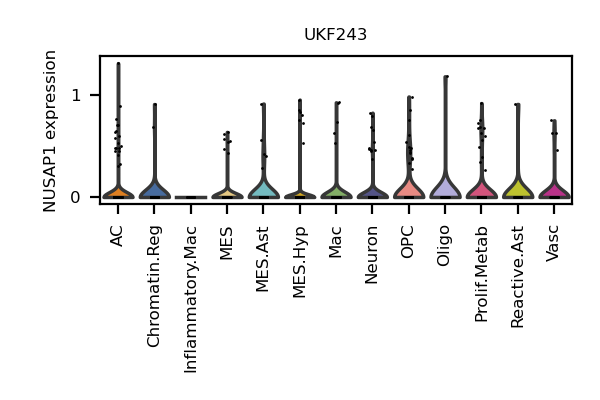 UKF243
NUSAP1 expression
1
0
AC
Chromatin.Reg
Inflammatory.Mac
MES
MES.Ast
MES.Hyp
Mac
Neuron
OPC
Oligo
Prolif.Metab
Reactive.Ast
Vasc